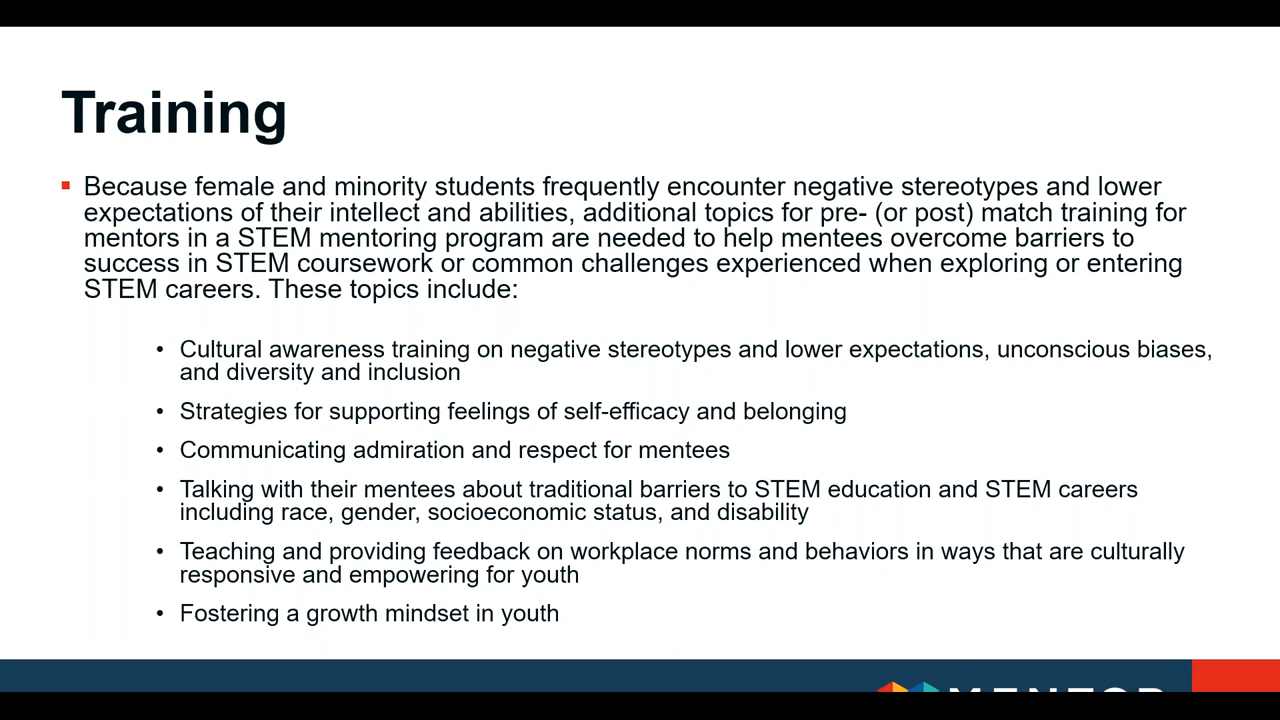 Training
▪ Because female and minority students frequently encounter negative stereotypes and lower
expectations of their intellect and abilities, additional topics for pre- (or post) match training for
mentors in a STEM mentoring program are needed to help mentees overcome barriers to
success in STEM coursework or common challenges experienced when exploring or entering
STEM careers. These topics include:
• Cultural awareness training on negative stereotypes and lower expectations, unconscious biases,
and diversity and inclusion
• Strategies for supporting feelings of self-efficacy and belonging
• Communicating admiration and respect for mentees
• Talking with their mentees about traditional barriers to STEM education and STEM careers
including race, gender, socioeconomic status, and disability
• Teaching and providing feedback on workplace norms and behaviors in ways that are culturally
responsive and empowering for youth
• Fostering a growth mindset in youth
MENTOR